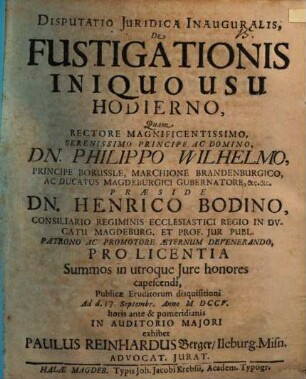 Disputatio Juridica Inauguralis,
De
FUSTIGATIONIS
INIQUO USU
HODIERNO,
Quam
RECTORE MAGNIFICENTISSIMO,
SERENISSIMO PRINCIPE AC DOMINO,
DN. PHILIPPO WILHELMO,
PRINCIPE BORUSSIÆ, MARCHIONE BRANDENBURGICO,
AC DUCATUS MAGDEBURGICI GUBERNATORE, &c. &c.
PRÆSIDE
DN. HENRICO BODINO,
CONSILIARIO REGIMINIS ECCLESIASTICI REGIO IN DV-
CATU MAGDEBURG. ET PROF. JUR PUBL.
PATRONO AC PROMOTORE ÆTERNUM DEVENERANDO,
PRO LICENTIA
Summos in utroque Jure honores
capescendi,
Publicæ Eruditorum disquisitioni
Ad d. 17. Septembr. Anno M DCCV.
horis ante & pomeridianis
IN AUDITORIO MAJORI
exhibet
PAULUS REINHARDUS Berger/ Ileburg. Misn.
ADVOCAT. JURAT.
HALÆ MAGDEB. Typis Joh. Jacobi Krebsii, Academ. Typogr.